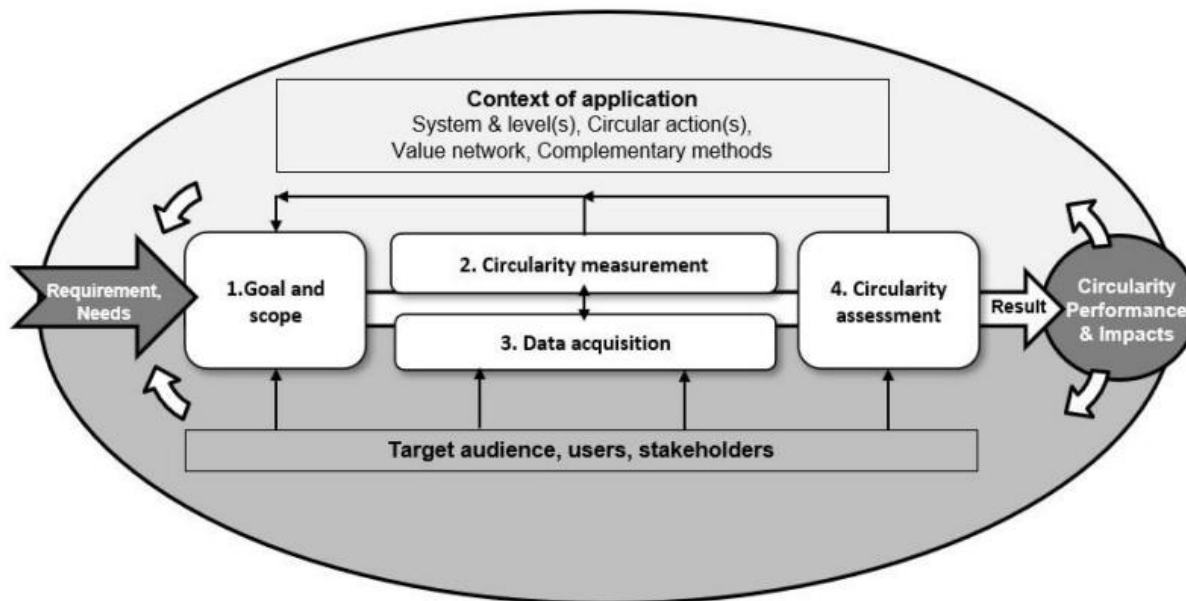 Context of application
System & level(s), Circular action(s),
Value network, Complementary methods
Requirement,
Needs
1.Goal and
scope
2. Circularity measurement
3. Data acquisition
4. Circularity
assessment
Result
Circularity
Performance
& Impacts
Target audience, users, stakeholders